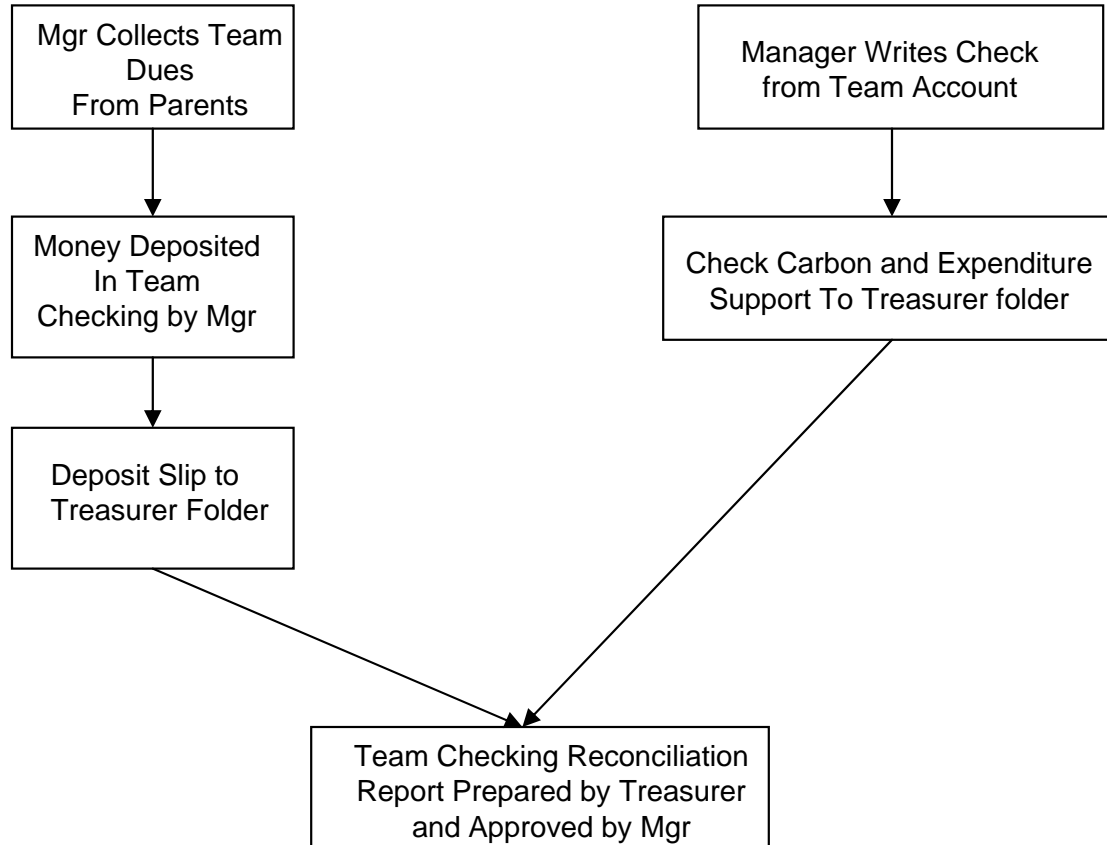 Mgr Collects Team
Dues
From Parents
Money Deposited
In Team
Checking by Mgr
Deposit Slip to
Treasurer Folder
Manager Writes Check
from Team Account
Check Carbon and Expenditure
Support To Treasurer folder
Team Checking Reconciliation
Report Prepared by Treasurer
and Approved by Mgr